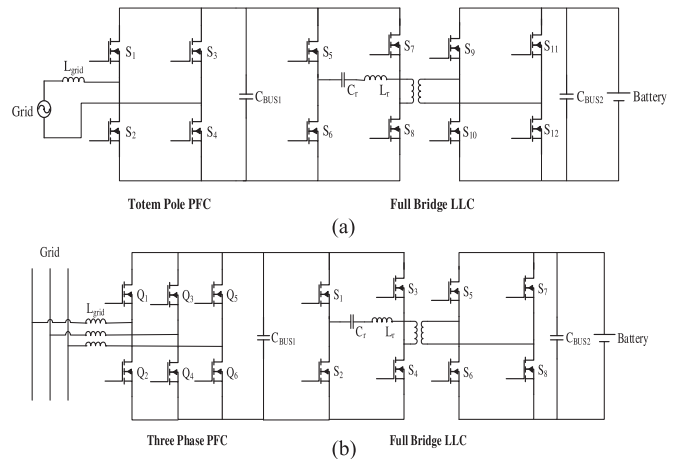 S1 S3 S5 S7 S9 S11
Lgrid
Grid
CBUS1
Cr Lr
CBUS2
Battery
S2 S4 S6 S8 S10 S12
Totem Pole PFC
Full Bridge LLC
(a)
Grid
Q1 Q3 Q5 S1 S3 S5 S7
Lgrid
CBUS1
Cr Lr
CBUS2
Battery
Q2 Q4 Q6 S2 S4 S6 S8
Three Phase PFC
Full Bridge LLC
(b)